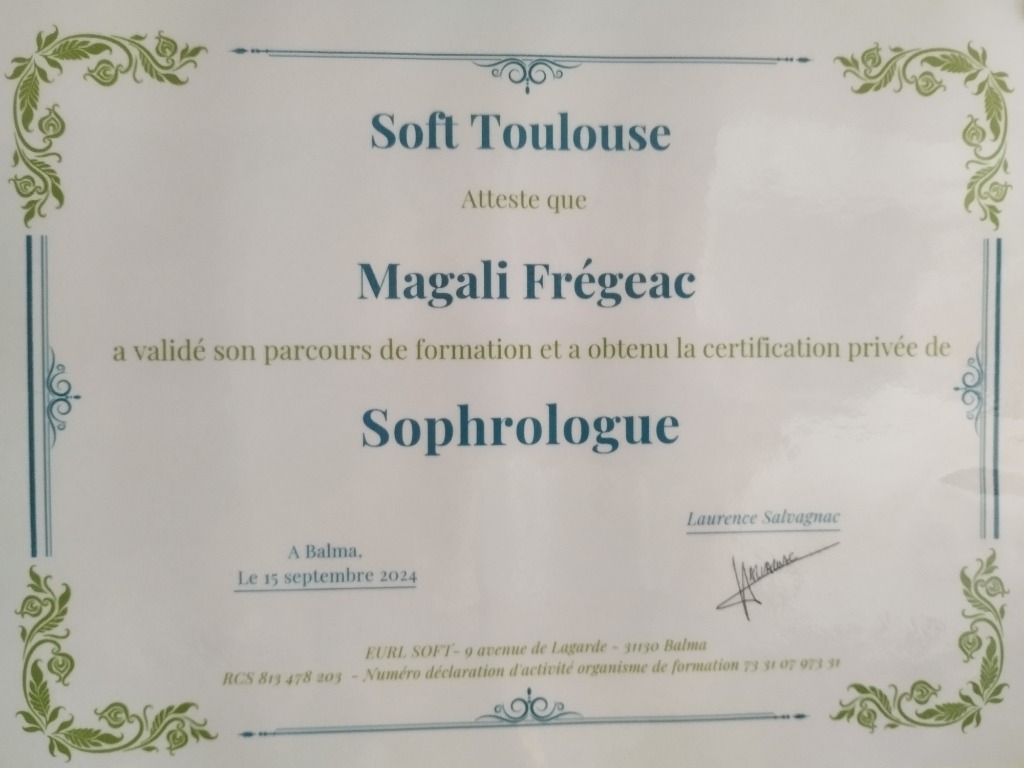 Soft Toulouse
Atteste que
Magali Frégeac
a validé son parcours de formation et a obtenu la certification privée de
Sophrologue
Laurence Salvagnac
A Balma,
Le 15 septembre 2024
EURL SOFT- 9 avenue de Lagarde - 31130 Balma
RCS 813 478 203 - Numéro déclaration d'activité organisme de formation 73 31 07 973 31